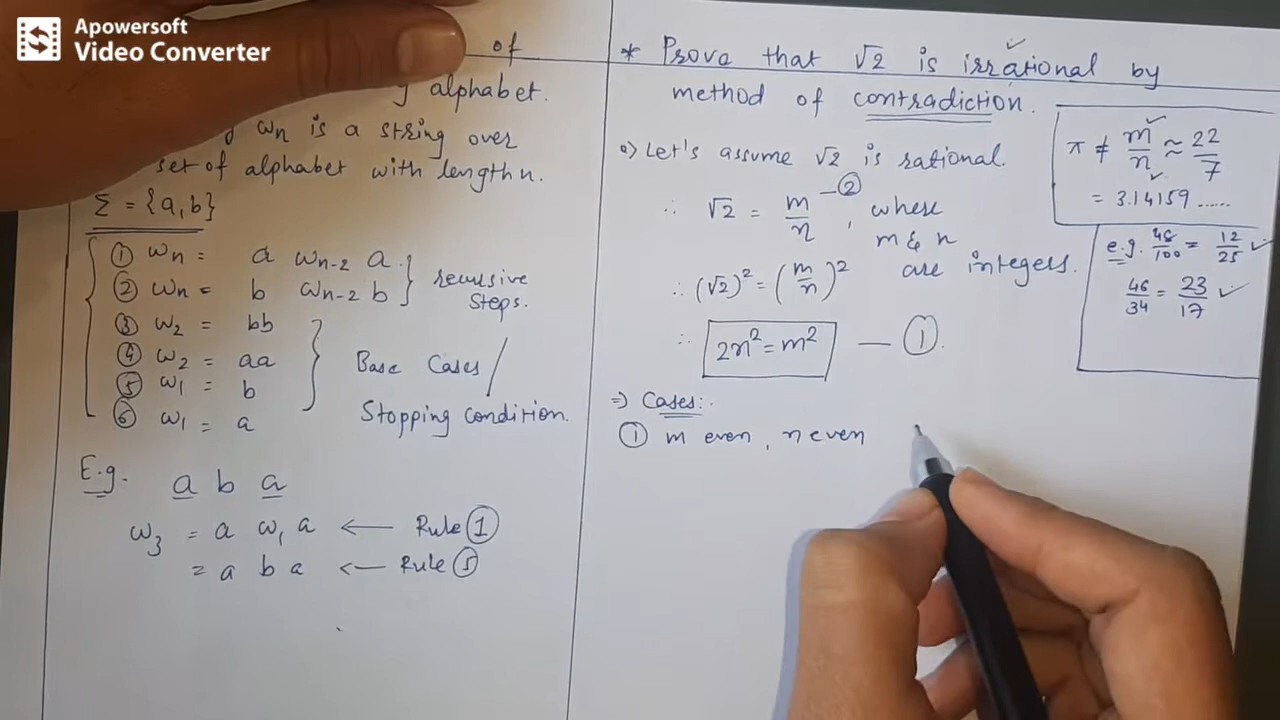 Apowersoft
Video Converter
of
alphabet.
wn is a string over
set of alphabet with length n.
Σ = {a, b}
① wn = a wn-2 a
② wn = b wn-2 b
recursive
Steps.
③ w2 = bb
④ w2 = aa
⑤ w1 = b
⑥ w1 = a
Base Cases/
Stopping condition.
E.g. a b a
w3 = a w1 a ← Rule ①
= a b a ← Rule ⑤
* Prove that √2 is irrational by
method of contradiction.
•) Let's assume √2 is rational.
∴ √2 = m/n —②, where
m & n
are integers.
∴ (√2)² = (m/n)²
∴ 2n² = m² — ①.
⇒ Cases:.
① m even, n even
π ≠ m/n ≈ 22/7
= 3.14159......
e.g. 48/100 = 12/25 ✓
46/34 = 23/17 ✓